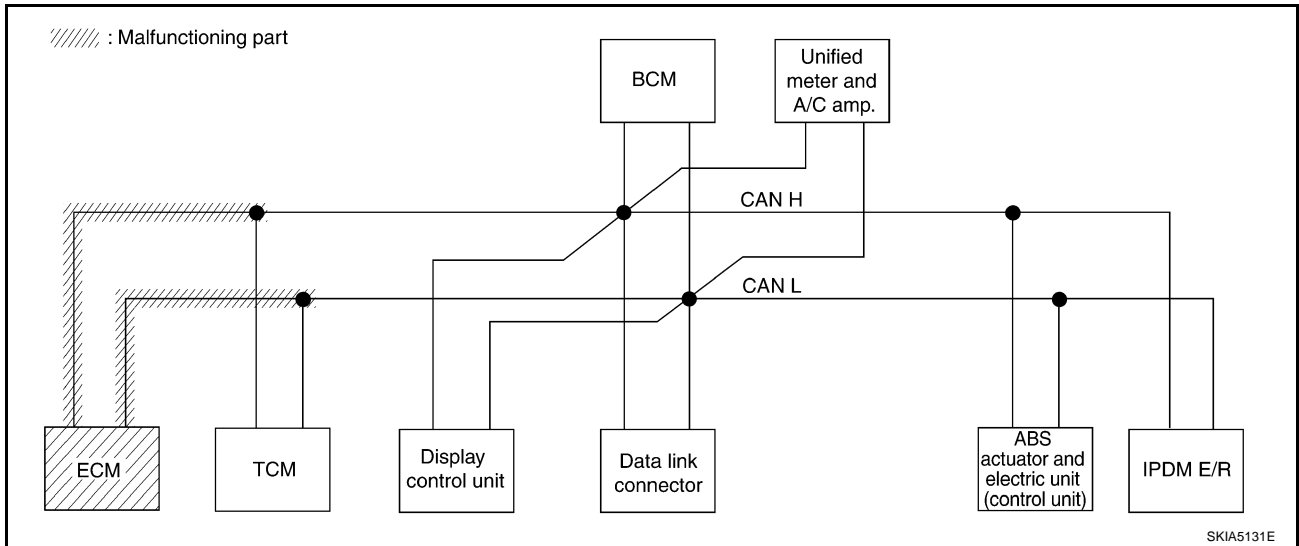 : Malfunctioning part
BCM
Unified
meter and
A/C amp.
CAN H
CAN L
ECM
TCM
Display
control unit
Data link
connector
ABS
actuator and
electric unit
(control unit)
IPDM E/R
SKIA5131E